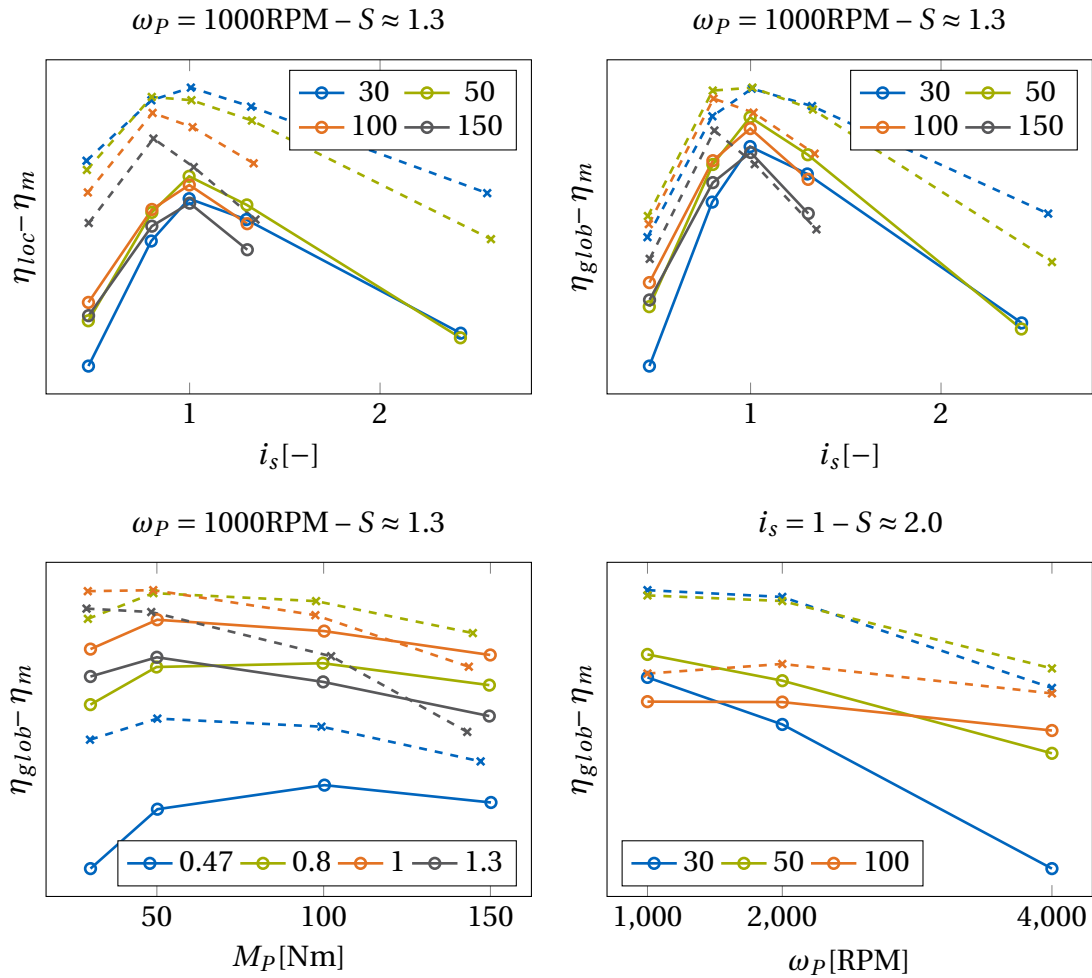 ω_P = 1000RPM – S ≈ 1.3
η_loc– η_m
30 50
100 150
1 2
i_s[−]
ω_P = 1000RPM – S ≈ 1.3
η_glob– η_m
30 50
100 150
1 2
i_s[−]
ω_P = 1000RPM – S ≈ 1.3
η_glob– η_m
0.47 0.8 1 1.3
50 100 150
M_P[Nm]
i_s = 1 – S ≈ 2.0
η_glob– η_m
30 50 100
1,000 2,000 4,000
ω_P[RPM]